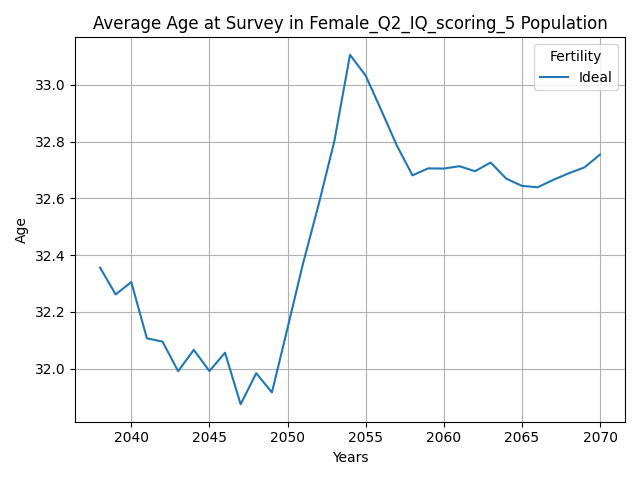 Average Age at Survey in Female_Q2_IQ_scoring_5 Population
Fertility
Ideal
Age
33.0
32.8
32.6
32.4
32.2
32.0
2040 2045 2050 2055 2060 2065 2070
Years